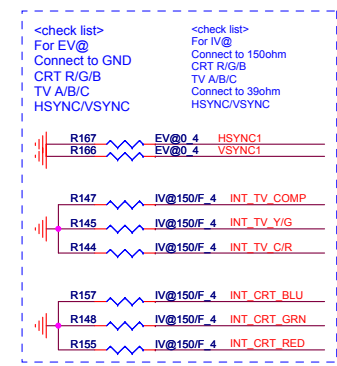 <check list>
For EV@
Connect to GND
CRT R/G/B
TV A/B/C
HSYNC/VSYNC
<check list>
For IV@
Connect to 150ohm
CRT R/G/B
TV A/B/C
Connect to 39ohm
HSYNC/VSYNC
R167 EV@0_4 HSYNC1
R166 EV@0_4 VSYNC1
R147 IV@150/F_4 INT_TV_COMP
R145 IV@150/F_4 INT_TV_Y/G
R144 IV@150/F_4 INT_TV_C/R
R157 IV@150/F_4 INT_CRT_BLU
R148 IV@150/F_4 INT_CRT_GRN
R155 IV@150/F_4 INT_CRT_RED